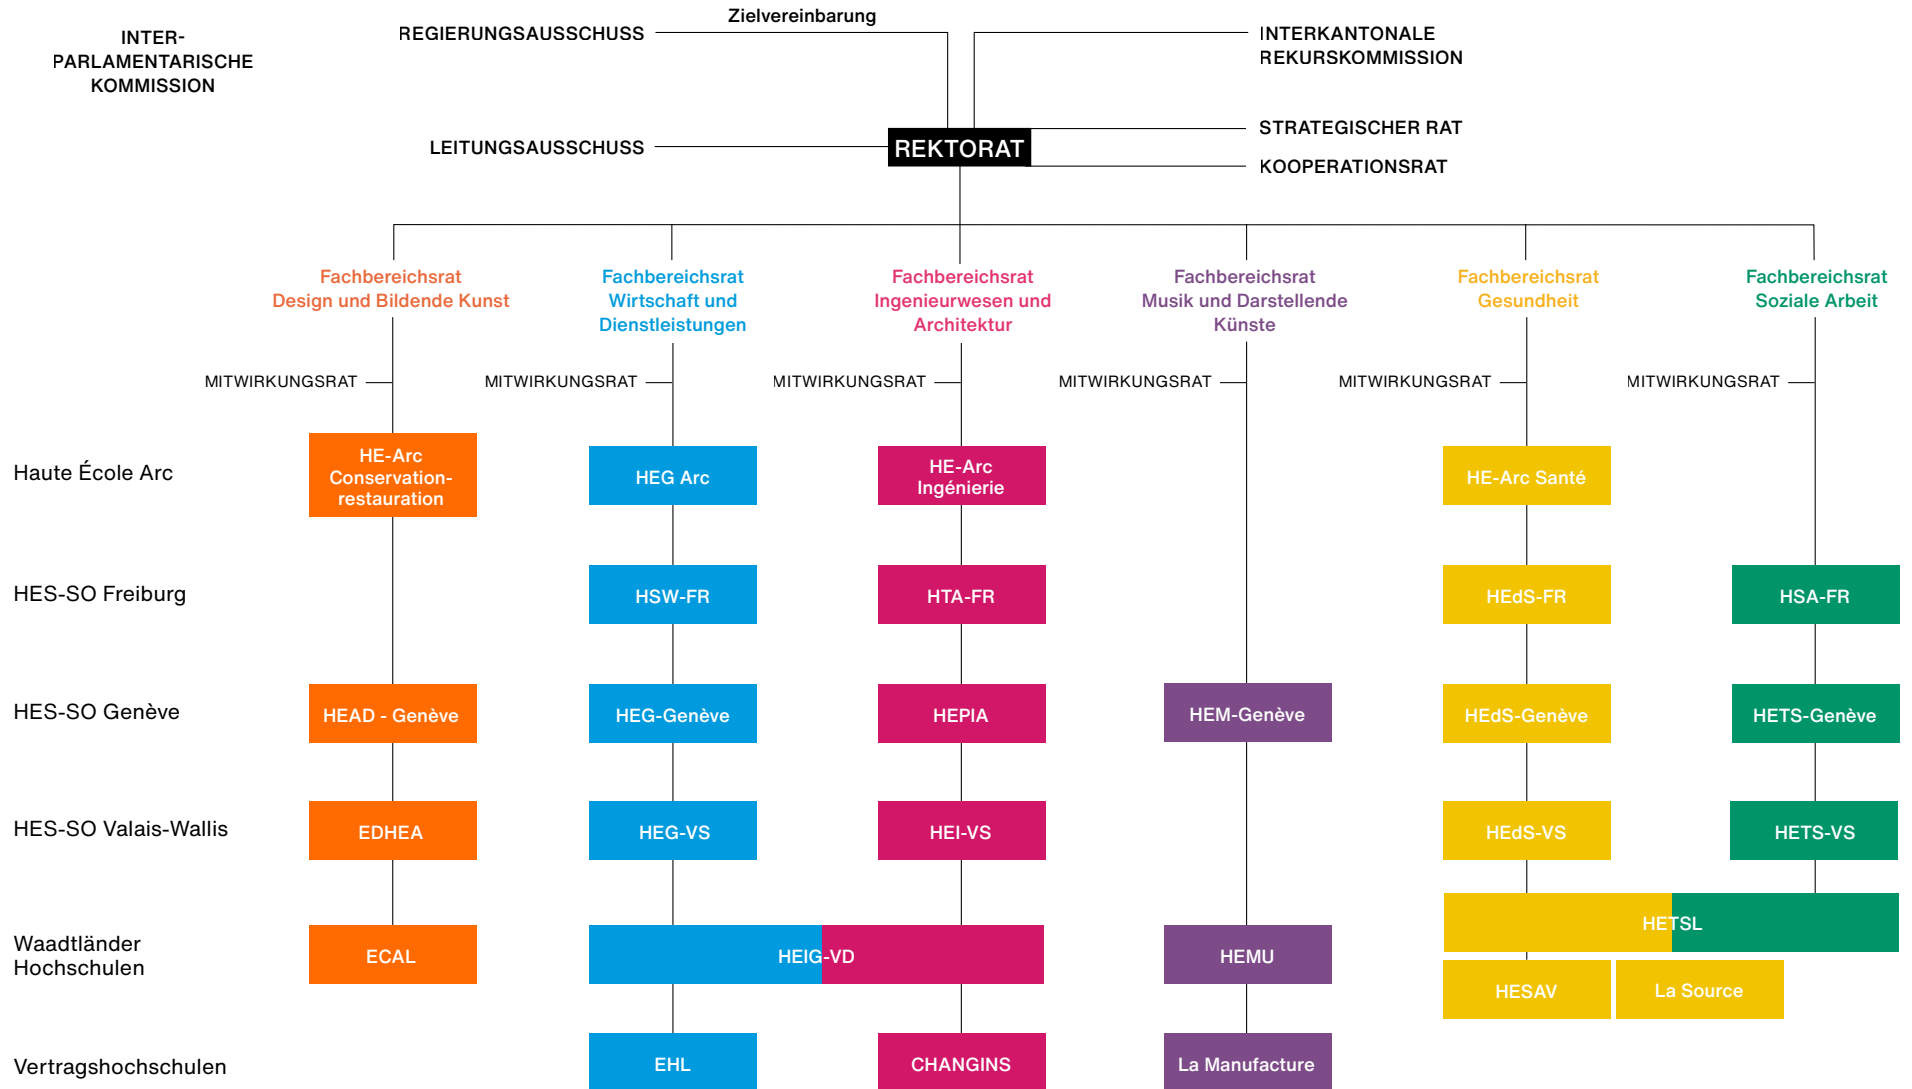 INTER-
PARLAMENTARISCHE
KOMMISSION
REGIERUNGSAUSSCHUSS
Zielvereinbarung
INTERKANTONALE
REKURSKOMMISSION
LEITUNGSAUSSCHUSS
REKTORAT
STRATEGISCHER RAT
KOOPERATIONSRAT
Fachbereichsrat
Design und Bildende Kunst
Fachbereichsrat
Wirtschaft und
Dienstleistungen
Fachbereichsrat
Ingenieurwesen und
Architektur
Fachbereichsrat
Musik und Darstellende
Künste
Fachbereichsrat
Gesundheit
Fachbereichsrat
Soziale Arbeit
MITWIRKUNGSRAT
MITWIRKUNGSRAT
MITWIRKUNGSRAT
MITWIRKUNGSRAT
MITWIRKUNGSRAT
MITWIRKUNGSRAT
Haute École Arc
HE-Arc
Conservation-
restauration
HEG Arc
HE-Arc
Ingénierie
HE-Arc Santé
HES-SO Freiburg
HSW-FR
HTA-FR
HEdS-FR
HSA-FR
HES-SO Genève
HEAD - Genève
HEG-Genève
HEPIA
HEM-Genève
HEdS-Genève
HETS-Genève
HES-SO Valais-Wallis
EDHEA
HEG-VS
HEI-VS
HEdS-VS
HETS-VS
Waadtländer
Hochschulen
ECAL
HEIG-VD
HEMU
HETSL
HESAV
La Source
Vertragshochschulen
EHL
CHANGINS
La Manufacture